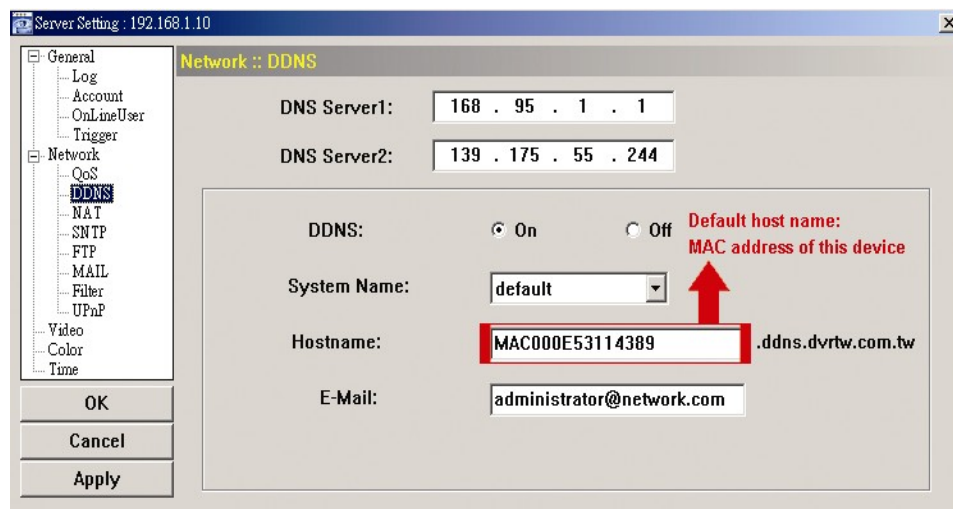 Server Setting : 192.168.1.10
General
Log
Account
OnLineUser
Trigger
Network
QoS
DDNS
NAT
SNTP
FTP
MAIL
Filter
UPnP
Video
Color
Time
OK
Cancel
Apply
Network :: DDNS
DNS Server1: 168 . 95 . 1 . 1
DNS Server2: 139 . 175 . 55 . 244
DDNS: On Off
Default host name:
MAC address of this device
System Name: default
Hostname: MAC000E53114389 .ddns.dvrtw.com.tw
E-Mail: administrator@network.com